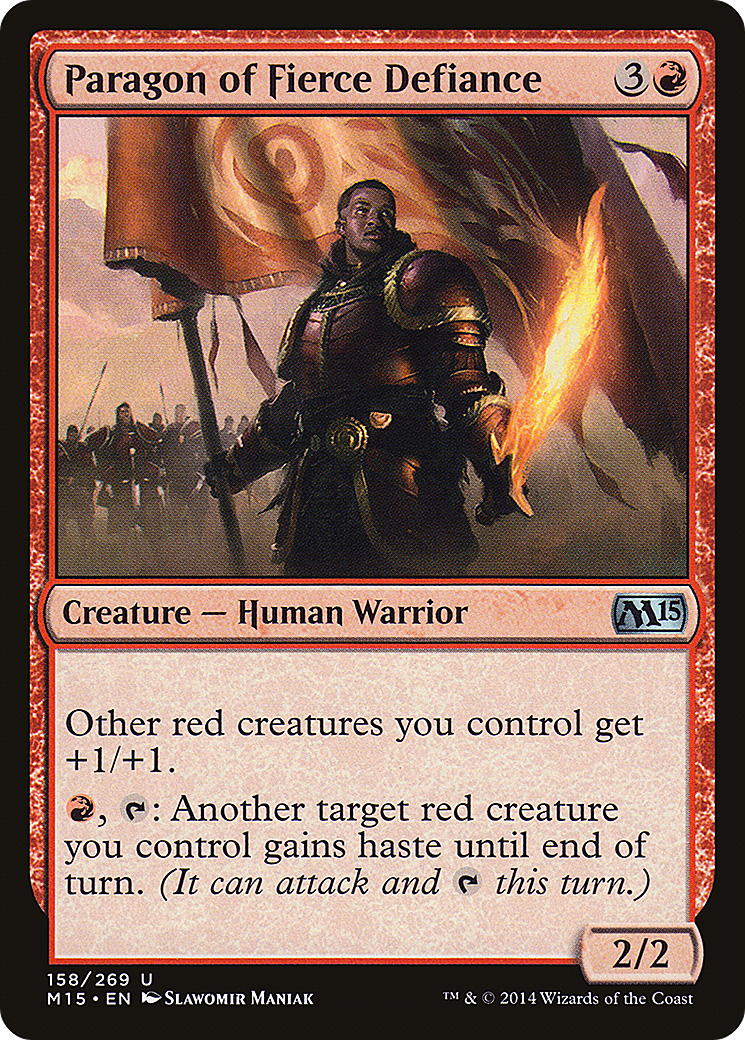 Paragon of Fierce Defiance 3
Creature — Human Warrior M15
Other red creatures you control get
+1/+1.
, : Another target red creature
you control gains haste until end of
turn. (It can attack and this turn.)
2/2
158/269 U
M15 • EN Slawomir Maniak
™ & © 2014 Wizards of the Coast